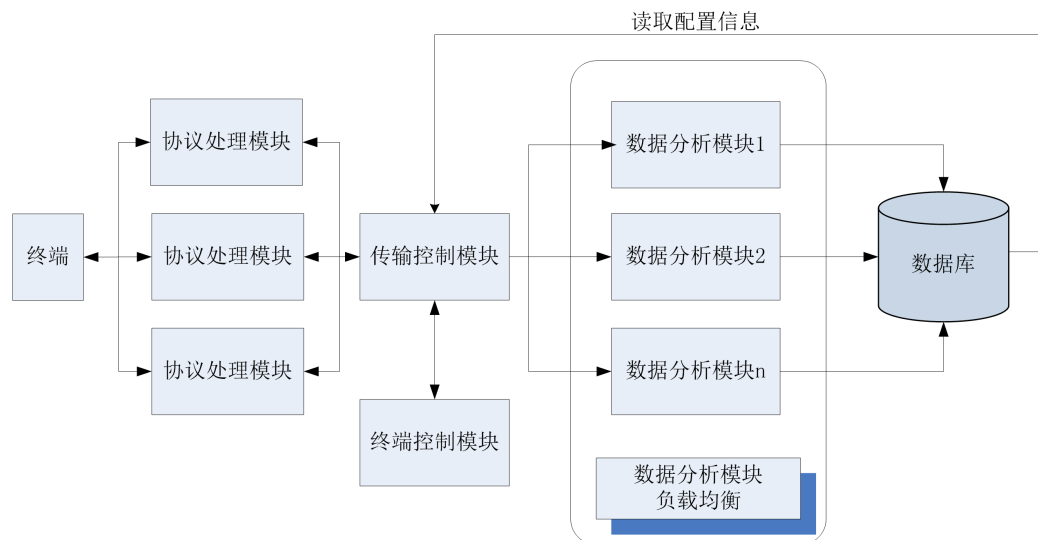 读取配置信息
协议处理模块
数据分析模块1
终端
协议处理模块
传输控制模块
数据分析模块2
数据库
协议处理模块
数据分析模块n
终端控制模块
数据分析模块
负载均衡